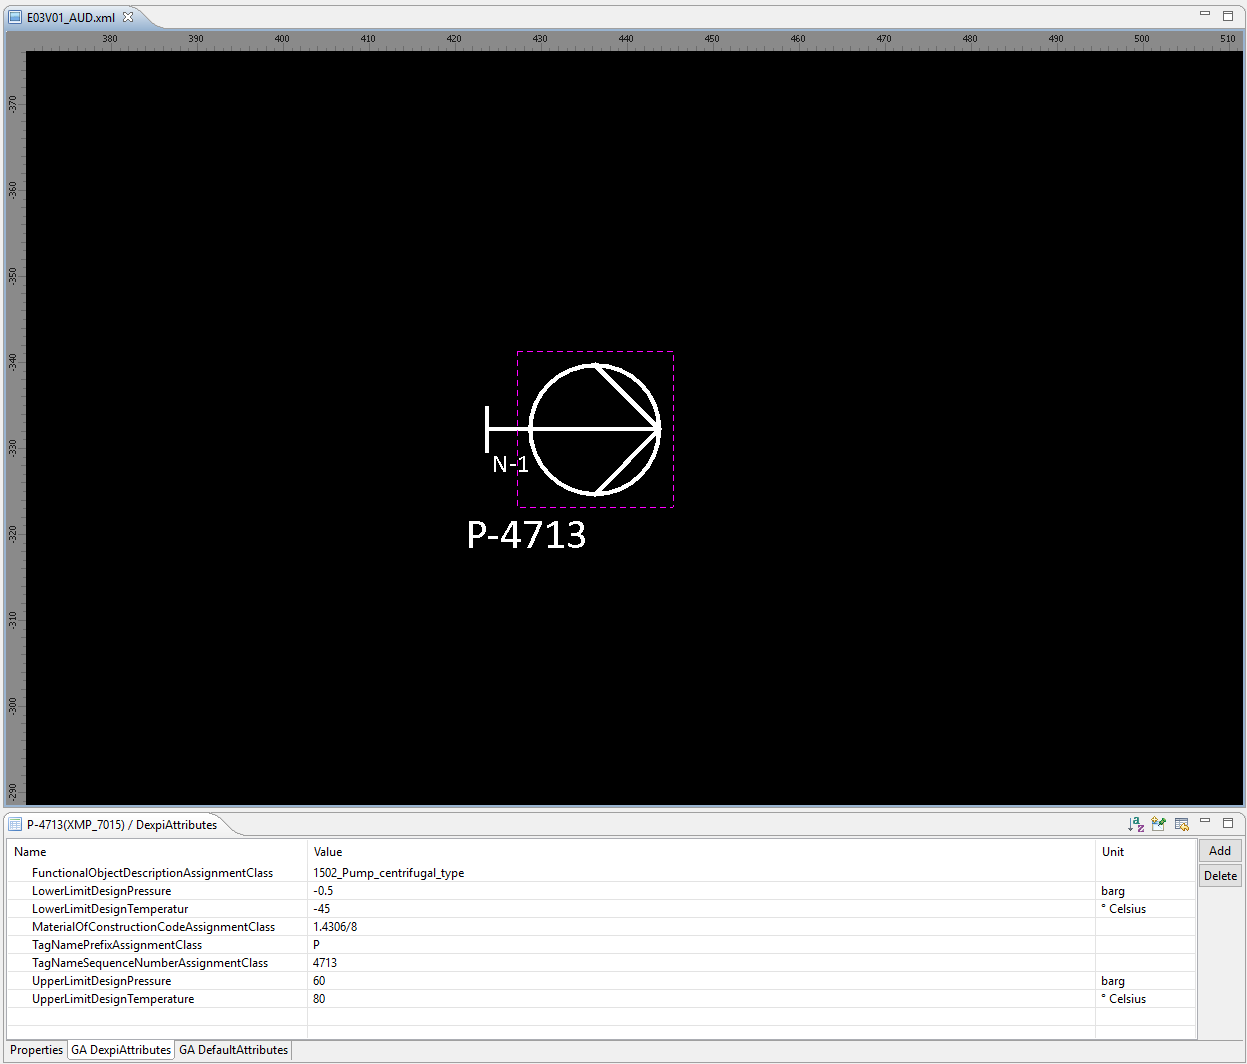 E03V01_AUD.xml
380 390 400 410 420 430 440 450 460 470 480 490 500 510
-370
-360
-350
-340
-330
-320
-310
-300
-290
N-1
P-4713
P-4713(XMP_7015) / DexpiAttributes
Name Value Unit
Add
FunctionalObjectDescriptionAssignmentClass 1502_Pump_centrifugal_type
Delete
LowerLimitDesignPressure -0.5 barg
LowerLimitDesignTemperatur -45 ° Celsius
MaterialOfConstructionCodeAssignmentClass 1.4306/8
TagNamePrefixAssignmentClass P
TagNameSequenceNumberAssignmentClass 4713
UpperLimitDesignPressure 60 barg
UpperLimitDesignTemperature 80 ° Celsius
Properties GA DexpiAttributes GA DefaultAttributes